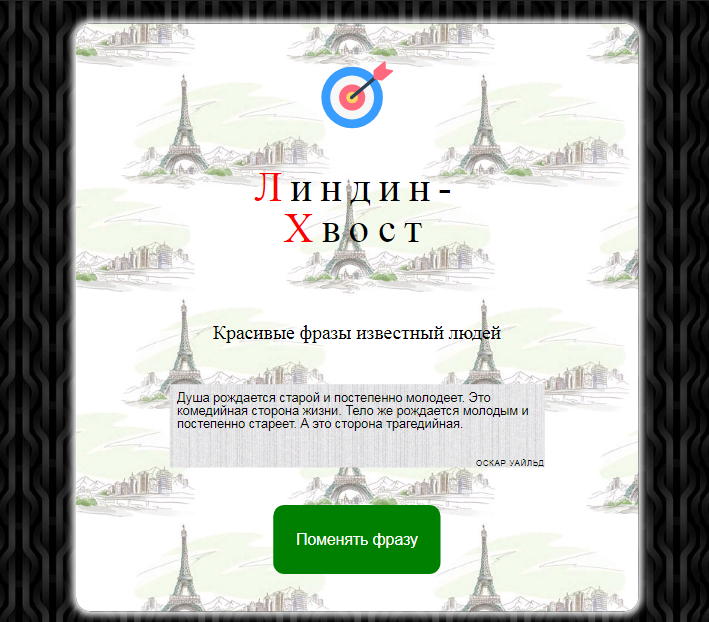 Линдин-
Хвост
Красивые фразы известный людей
Душа рождается старой и постепенно молодеет. Это
комедийная сторона жизни. Тело же рождается молодым и
постепенно стареет. А это сторона трагедийная.
ОСКАР УАЙЛЬД
Поменять фразу